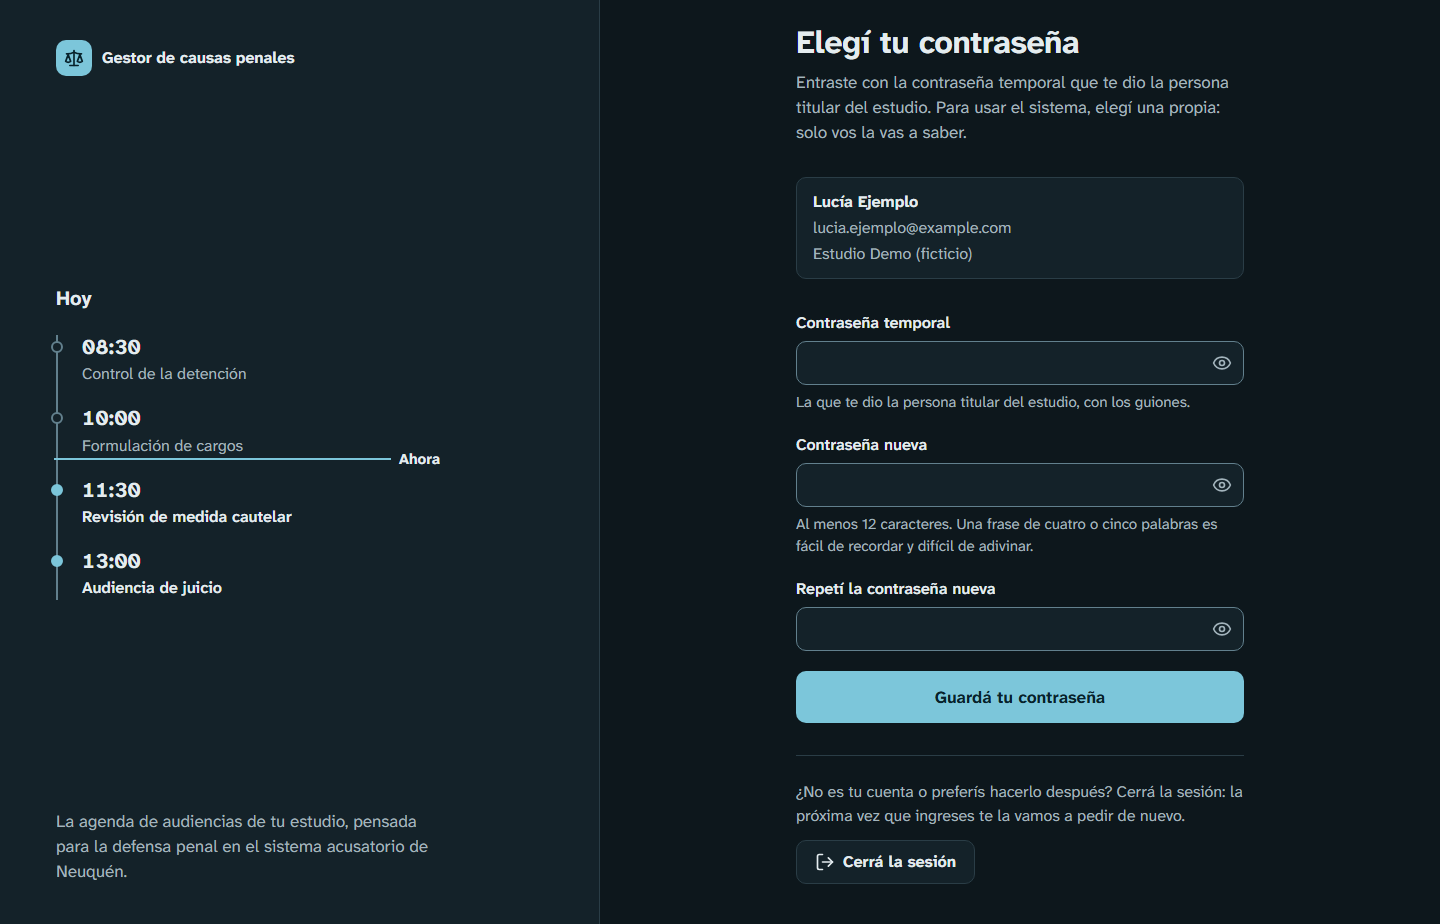 Gestor de causas penales
Hoy
08:30
Control de la detención
10:00
Formulación de cargos
Ahora
11:30
Revisión de medida cautelar
13:00
Audiencia de juicio
La agenda de audiencias de tu estudio, pensada
para la defensa penal en el sistema acusatorio de
Neuquén.
Elegí tu contraseña
Entraste con la contraseña temporal que te dio la persona
titular del estudio. Para usar el sistema, elegí una propia:
solo vos la vas a saber.
Lucía Ejemplo
lucia.ejemplo@example.com
Estudio Demo (ficticio)
Contraseña temporal
La que te dio la persona titular del estudio, con los guiones.
Contraseña nueva
Al menos 12 caracteres. Una frase de cuatro o cinco palabras es
fácil de recordar y difícil de adivinar.
Repetí la contraseña nueva
Guardá tu contraseña
¿No es tu cuenta o preferís hacerlo después? Cerrá la sesión: la
próxima vez que ingreses te la vamos a pedir de nuevo.
Cerrá la sesión